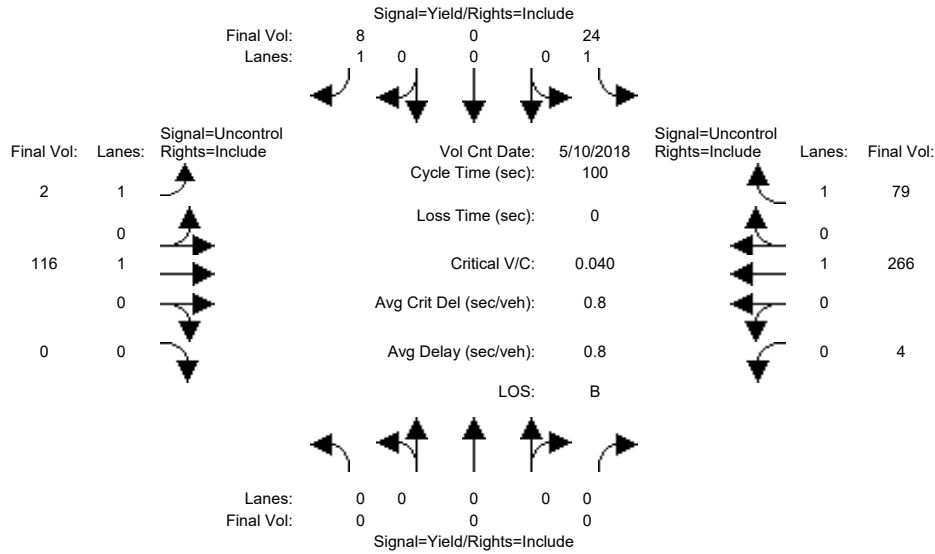 Signal=Yield/Rights=Include
Final Vol: 8 0 24
Lanes: 1 0 0 0 1
Signal=Uncontrol
Final Vol: Lanes: Rights=Include
Vol Cnt Date: 5/10/2018
Signal=Uncontrol
Rights=Include Lanes: Final Vol:
Cycle Time (sec): 100
2 1
1 79
Loss Time (sec): 0
0
0
116 1
Critical V/C: 0.040
1 266
0
Avg Crit Del (sec/veh): 0.8
0
0 0
Avg Delay (sec/veh): 0.8
0 4
LOS: B
Lanes: 0 0 0 0 0
Final Vol: 0 0 0
Signal=Yield/Rights=Include